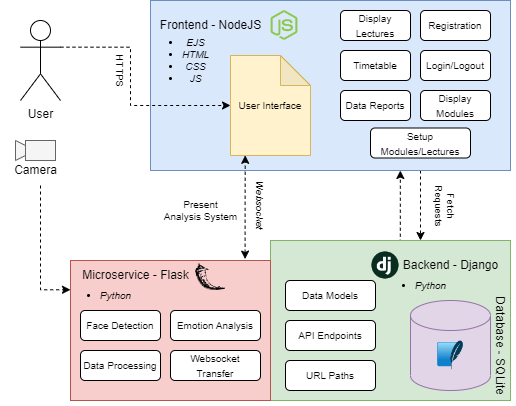 Frontend - NodeJS
EJS
HTML
CSS
JS
Display
Lectures
Registration
Timetable
Login/Logout
Data Reports
Display
Modules
Setup
Modules/Lectures
User Interface
HTTPS
User
Camera
Present
Analysis System
Websocket
Fetch
Requests
Microservice - Flask
Python
Face Detection
Emotion Analysis
Data Processing
Websocket
Transfer
dj
Backend - Django
Python
Data Models
API Endpoints
URL Paths
Database - SQLite